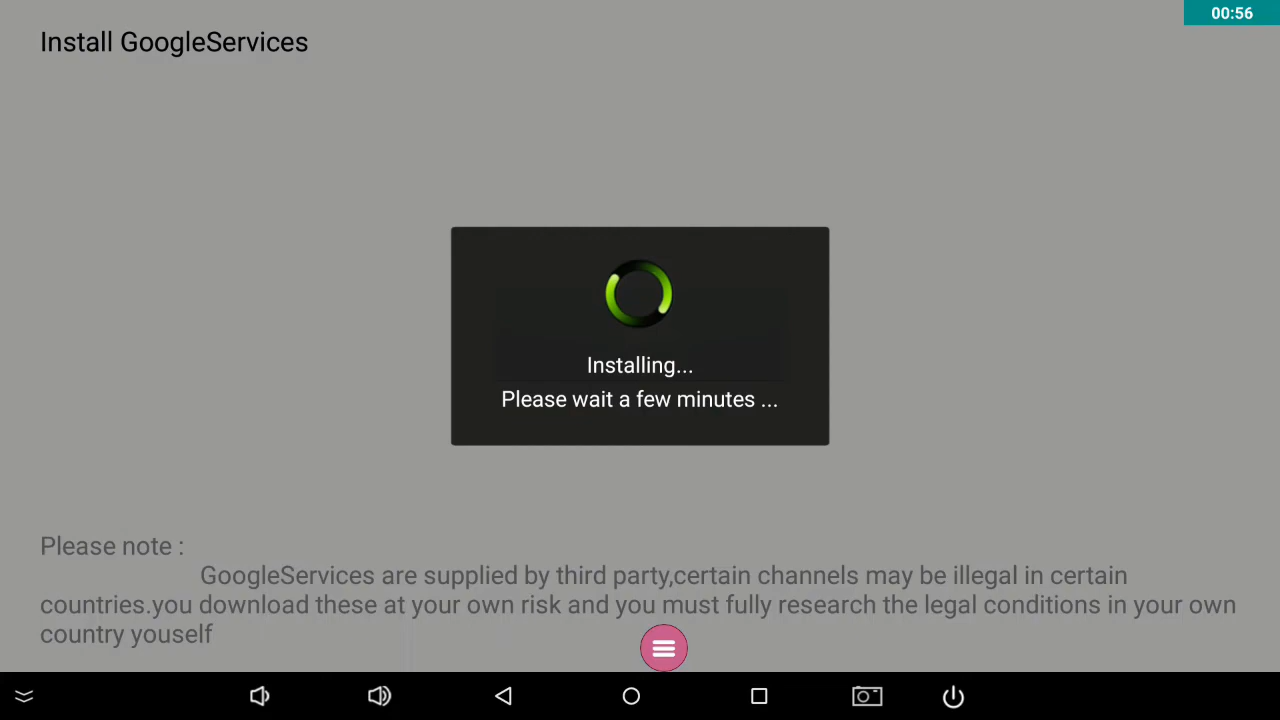 00:56
Install GoogleServices
Installing...
Please wait a few minutes ...
Please note :
GoogleServices are supplied by third party,certain channels may be illegal in certain
countries.you download these at your own risk and you must fully research the legal conditions in your own
country youself